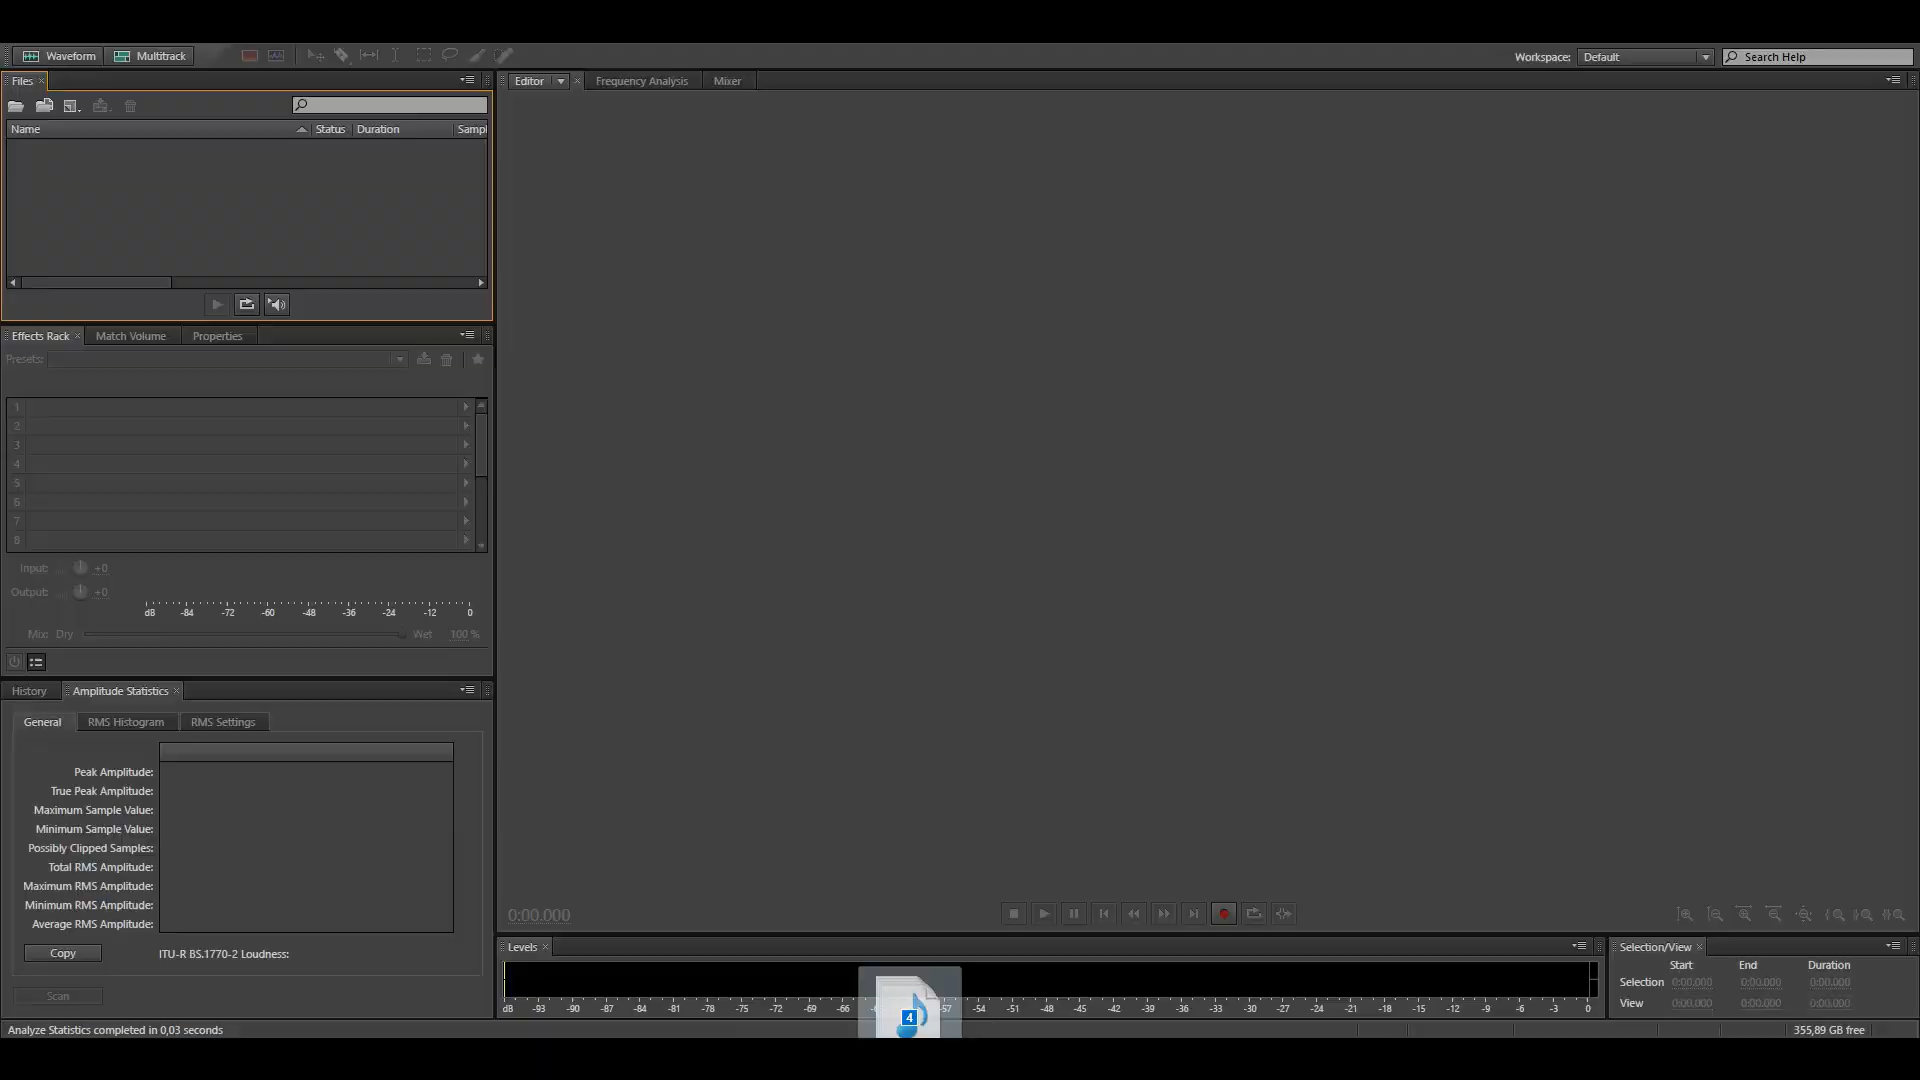 Waveform Multitrack Workspace: Default Search Help
Files Editor Frequency Analysis Mixer
Name Status Duration Sampl
Effects Rack Match Volume Properties
Presets:
1
2
3
4
5
6
7
8
Input: +0
Output: +0
dB -84 -72 -60 -48 -36 -24 -12 0
Mix: Dry Wet 100 %
History Amplitude Statistics
General RMS Histogram RMS Settings
Peak Amplitude:
True Peak Amplitude:
Maximum Sample Value:
Minimum Sample Value:
Possibly Clipped Samples:
Total RMS Amplitude:
Maximum RMS Amplitude:
Minimum RMS Amplitude:
Average RMS Amplitude:
Copy ITU-R BS.1770-2 Loudness:
Scan
0:00.000
Levels
dB -93 -90 -87 -84 -81 -78 -75 -72 -69 -66 -57 -54 -51 -48 -45 -42 -39 -36 -33 -30 -27 -24 -21 -18 -15 -12 -9 -6 -3 0
4
Selection/View
Start End Duration
Selection 0:00.000 0:00.000 0:00.000
View 0:00.000 0:00.000 0:00.000
Analyze Statistics completed in 0,03 seconds 355,89 GB free